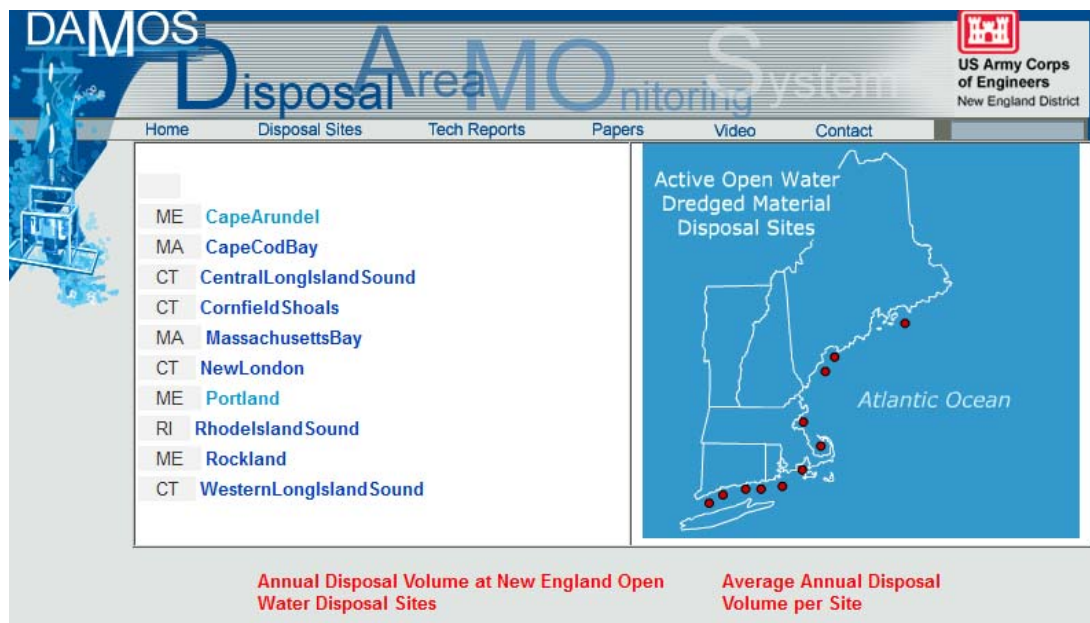 DAMOS
Disposal Area MOnitoring System
US Army Corps
of Engineers
New England District
Home Disposal Sites Tech Reports Papers Video Contact
ME CapeArundel
MA CapeCodBay
CT CentralLongIslandSound
CT CornfieldShoals
MA MassachusettsBay
CT NewLondon
ME Portland
RI RhodeIslandSound
ME Rockland
CT WesternLongIslandSound
Active Open Water
Dredged Material
Disposal Sites
Atlantic Ocean
Annual Disposal Volume at New England Open
Water Disposal Sites
Average Annual Disposal
Volume per Site